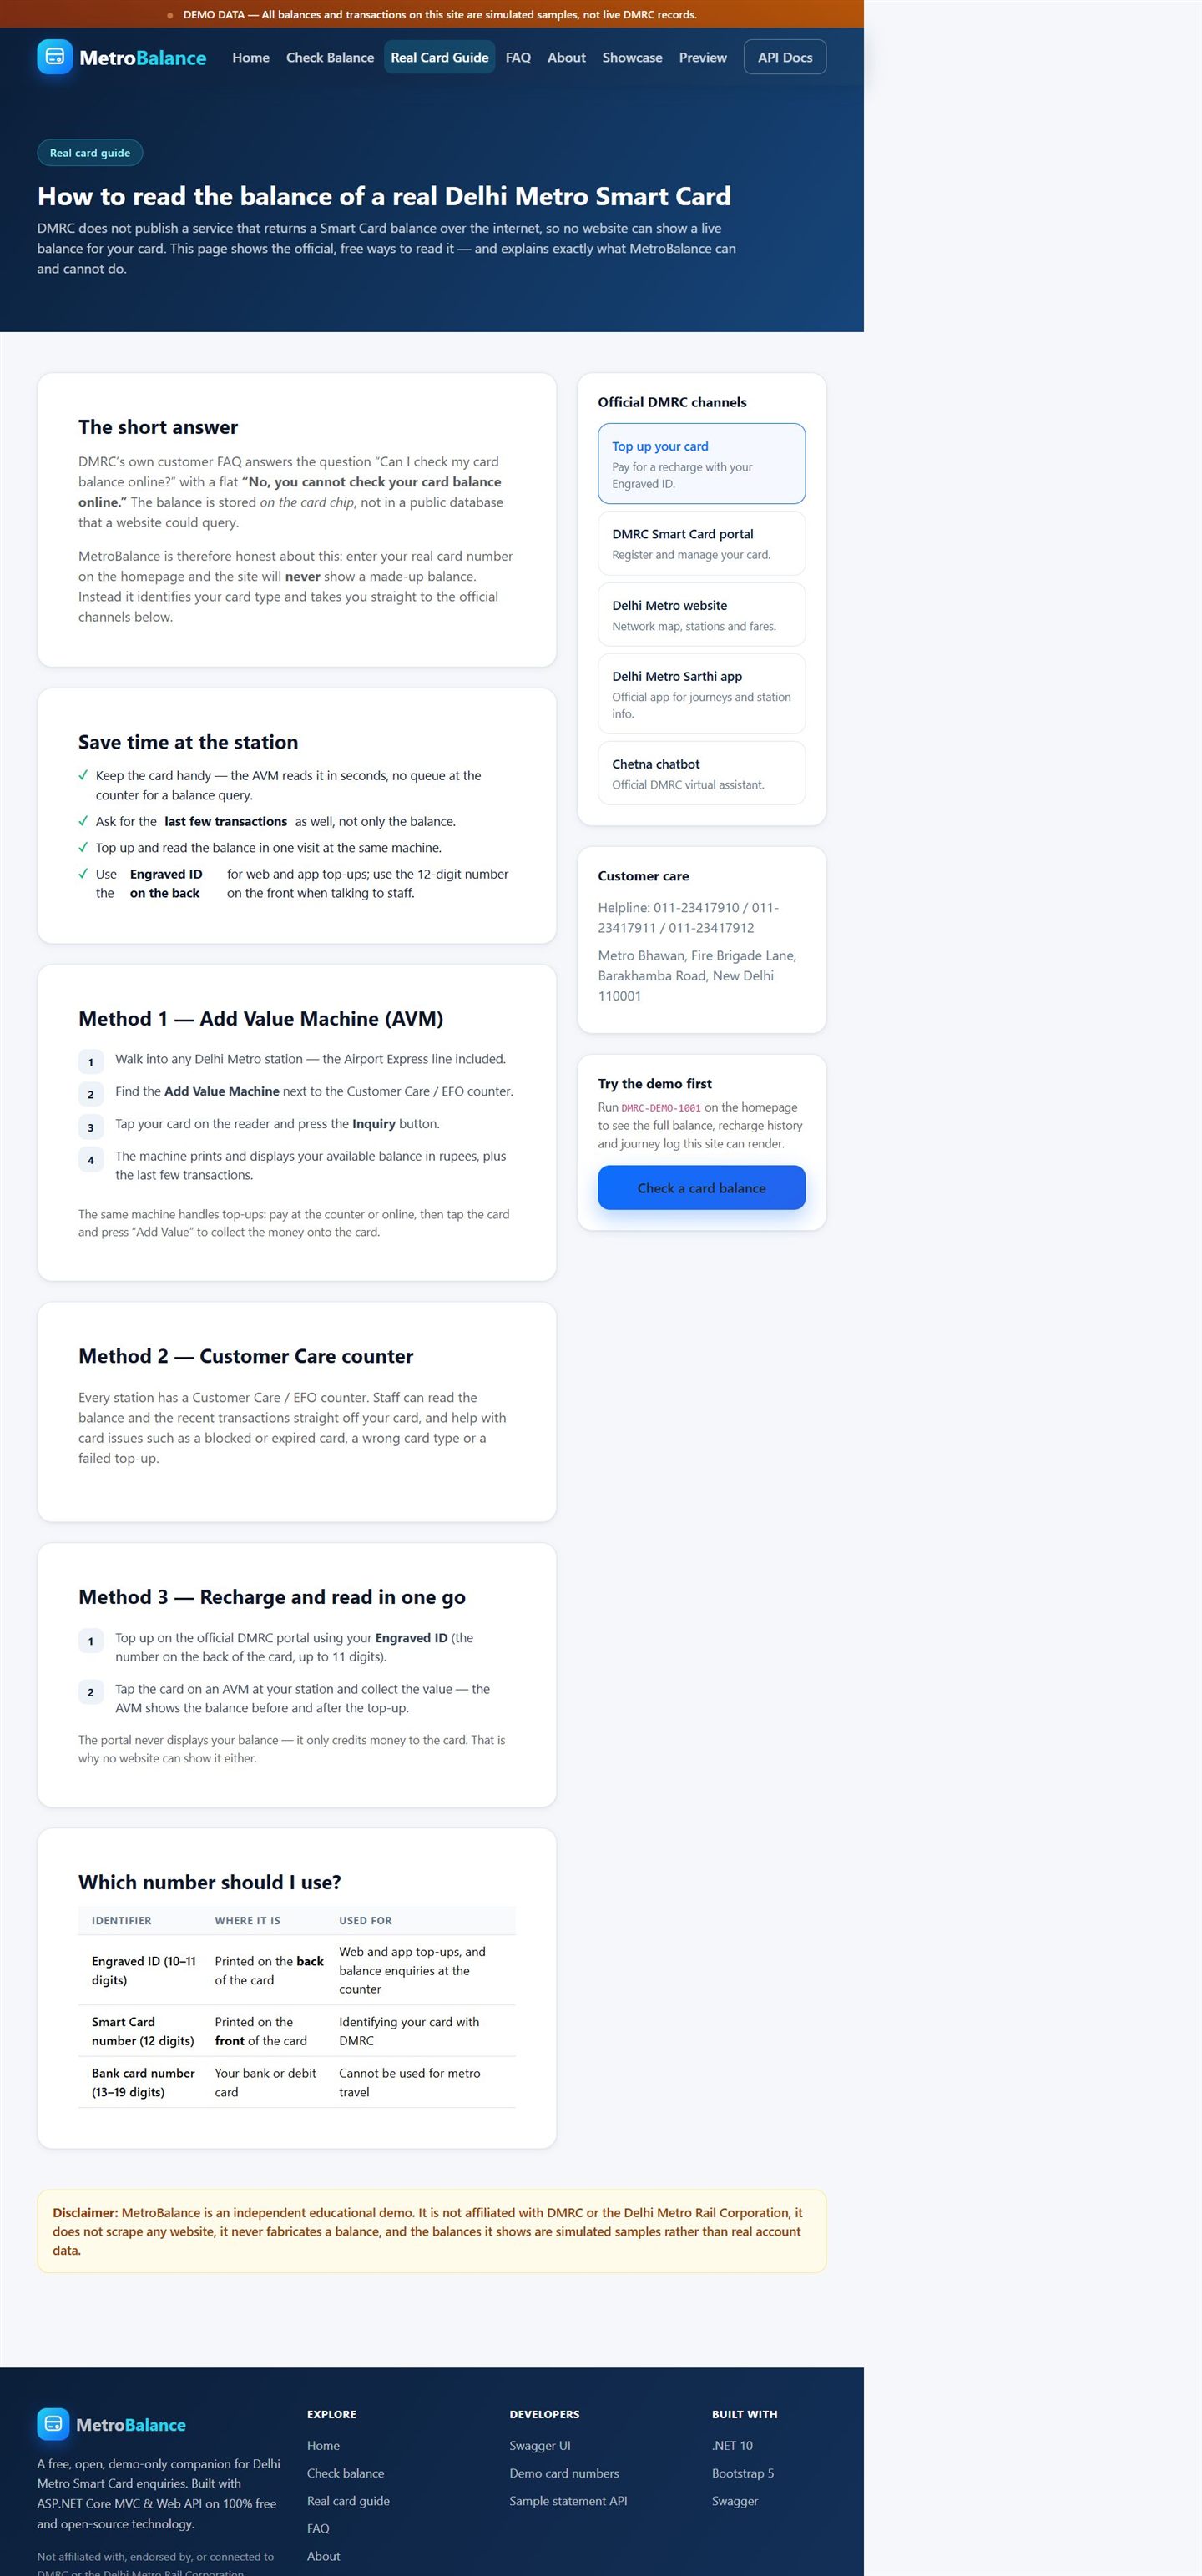 DEMO DATA — All balances and transactions on this site are simulated samples, not live DMRC records.
MetroBalance
Home Check Balance Real Card Guide FAQ About Showcase Preview API Docs
Real card guide
How to read the balance of a real Delhi Metro Smart Card
DMRC does not publish a service that returns a Smart Card balance over the internet, so no website can show a live
balance for your card. This page shows the official, free ways to read it — and explains exactly what MetroBalance can
and cannot do.
The short answer
DMRC's own customer FAQ answers the question “Can I check my card
balance online?” with a flat “No, you cannot check your card balance
online.” The balance is stored on the card chip, not in a public database
that a website could query.
MetroBalance is therefore honest about this: enter your real card number
on the homepage and the site will never show a made-up balance.
Instead it identifies your card type and takes you straight to the official
channels below.
Save time at the station
✓ Keep the card handy — the AVM reads it in seconds, no queue at the
counter for a balance query.
✓ Ask for the last few transactions as well, not only the balance.
✓ Top up and read the balance in one visit at the same machine.
✓ Use the Engraved ID on the back for web and app top-ups; use the 12-digit number
on the front when talking to staff.
Method 1 — Add Value Machine (AVM)
1 Walk into any Delhi Metro station — the Airport Express line included.
2 Find the Add Value Machine next to the Customer Care / EFO counter.
3 Tap your card on the reader and press the Inquiry button.
4 The machine prints and displays your available balance in rupees, plus
the last few transactions.
The same machine handles top-ups: pay at the counter or online, then tap the card
and press “Add Value” to collect the money onto the card.
Method 2 — Customer Care counter
Every station has a Customer Care / EFO counter. Staff can read the
balance and the recent transactions straight off your card, and help with
card issues such as a blocked or expired card, a wrong card type or a
failed top-up.
Method 3 — Recharge and read in one go
1 Top up on the official DMRC portal using your Engraved ID (the
number on the back of the card, up to 11 digits).
2 Tap the card on an AVM at your station and collect the value — the
AVM shows the balance before and after the top-up.
The portal never displays your balance — it only credits money to the card. That is
why no website can show it either.
Which number should I use?
IDENTIFIER WHERE IT IS USED FOR
Engraved ID (10–11 digits) Printed on the back of the card Web and app top-ups, and balance enquiries at the counter
Smart Card number (12 digits) Printed on the front of the card Identifying your card with DMRC
Bank card number (13–19 digits) Your bank or debit card Cannot be used for metro travel
Official DMRC channels
Top up your card
Pay for a recharge with your
Engraved ID.
DMRC Smart Card portal
Register and manage your card.
Delhi Metro website
Network map, stations and fares.
Delhi Metro Sarthi app
Official app for journeys and station
info.
Chetna chatbot
Official DMRC virtual assistant.
Customer care
Helpline: 011-23417910 / 011-
23417911 / 011-23417912
Metro Bhawan, Fire Brigade Lane,
Barakhamba Road, New Delhi
110001
Try the demo first
Run DMRC-DEMO-1001 on the homepage
to see the full balance, recharge history
and journey log this site can render.
Check a card balance
Disclaimer: MetroBalance is an independent educational demo. It is not affiliated with DMRC or the Delhi Metro Rail Corporation, it
does not scrape any website, it never fabricates a balance, and the balances it shows are simulated samples rather than real account
data.
MetroBalance
A free, open, demo-only companion for Delhi
Metro Smart Card enquiries. Built with
ASP.NET Core MVC & Web API on 100% free
and open-source technology.
Not affiliated with, endorsed by, or connected to
DMRC or the Delhi Metro Rail Corporation.
EXPLORE
Home
Check balance
Real card guide
FAQ
About
DEVELOPERS
Swagger UI
Demo card numbers
Sample statement API
BUILT WITH
.NET 10
Bootstrap 5
Swagger